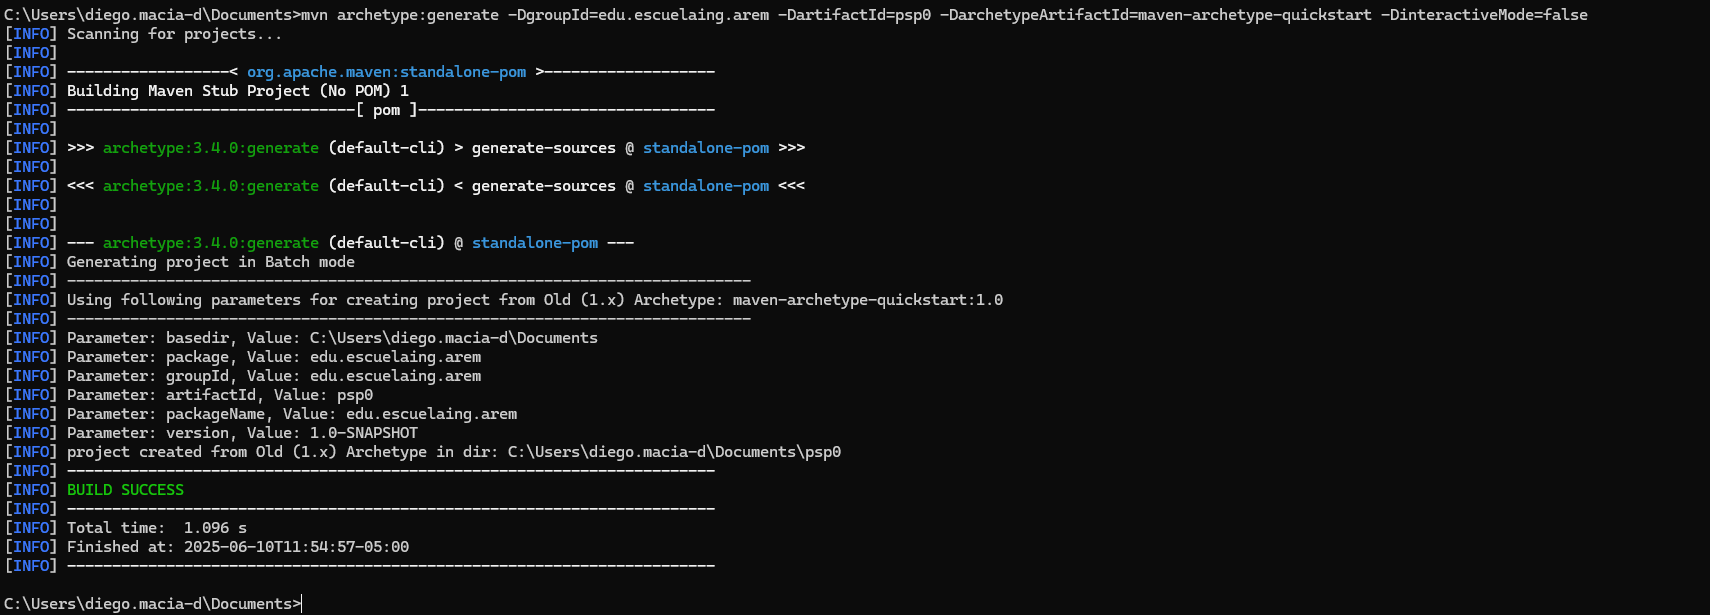 C:\Users\diego.macia-d\Documents>mvn archetype:generate -DgroupId=edu.escuelaing.arem -DartifactId=psp0 -DarchetypeArtifactId=maven-archetype-quickstart -DinteractiveMode=false
[INFO] Scanning for projects...
[INFO]
[INFO] ------------------< org.apache.maven:standalone-pom >-------------------
[INFO] Building Maven Stub Project (No POM) 1
[INFO] --------------------------------[ pom ]---------------------------------
[INFO]
[INFO] >>> archetype:3.4.0:generate (default-cli) > generate-sources @ standalone-pom >>>
[INFO]
[INFO] <<< archetype:3.4.0:generate (default-cli) < generate-sources @ standalone-pom <<<
[INFO]
[INFO]
[INFO] --- archetype:3.4.0:generate (default-cli) @ standalone-pom ---
[INFO] Generating project in Batch mode
[INFO] ----------------------------------------------------------------------------
[INFO] Using following parameters for creating project from Old (1.x) Archetype: maven-archetype-quickstart:1.0
[INFO] ----------------------------------------------------------------------------
[INFO] Parameter: basedir, Value: C:\Users\diego.macia-d\Documents
[INFO] Parameter: package, Value: edu.escuelaing.arem
[INFO] Parameter: groupId, Value: edu.escuelaing.arem
[INFO] Parameter: artifactId, Value: psp0
[INFO] Parameter: packageName, Value: edu.escuelaing.arem
[INFO] Parameter: version, Value: 1.0-SNAPSHOT
[INFO] project created from Old (1.x) Archetype in dir: C:\Users\diego.macia-d\Documents\psp0
[INFO] ------------------------------------------------------------------------
[INFO] BUILD SUCCESS
[INFO] ------------------------------------------------------------------------
[INFO] Total time:  1.096 s
[INFO] Finished at: 2025-06-10T11:54:57-05:00
[INFO] ------------------------------------------------------------------------
C:\Users\diego.macia-d\Documents>